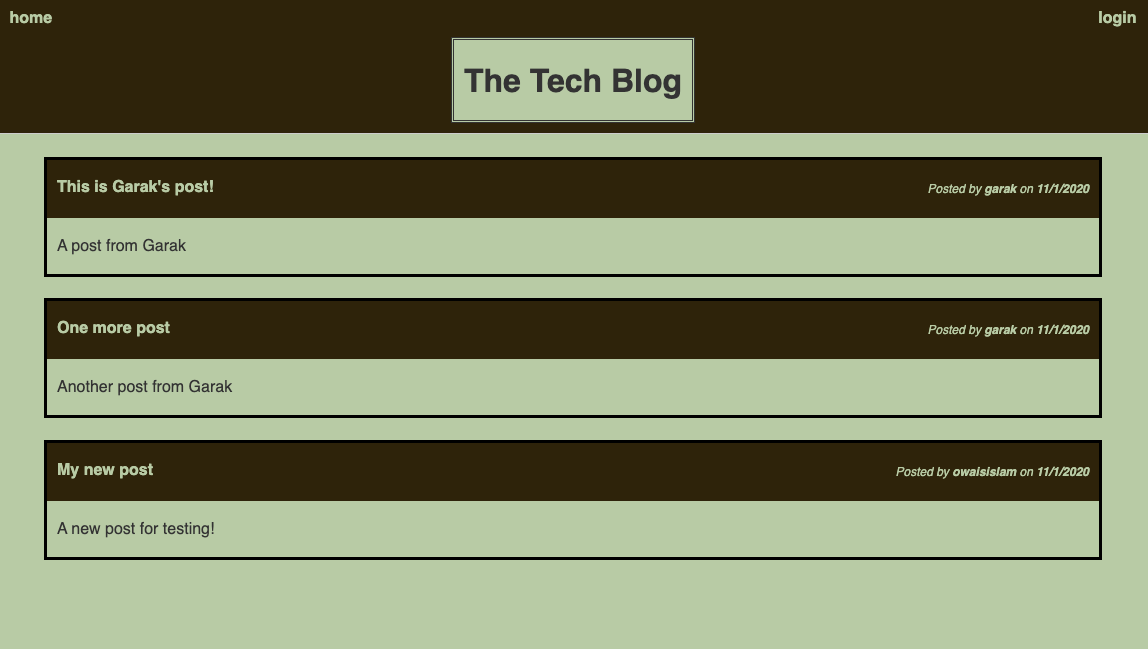 home
login
The Tech Blog
This is Garak's post!
Posted by garak on 11/1/2020
A post from Garak
One more post
Posted by garak on 11/1/2020
Another post from Garak
My new post
Posted by owaisislam on 11/1/2020
A new post for testing!